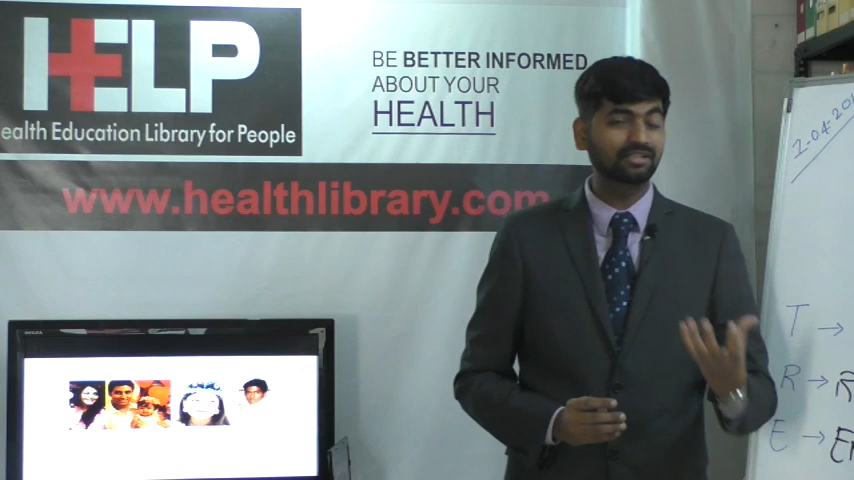 HELP
ealth Education Library for People
BE BETTER INFORMED
ABOUT YOUR
HEALTH
www.healthlibrary.com
T →
R → R
E → E